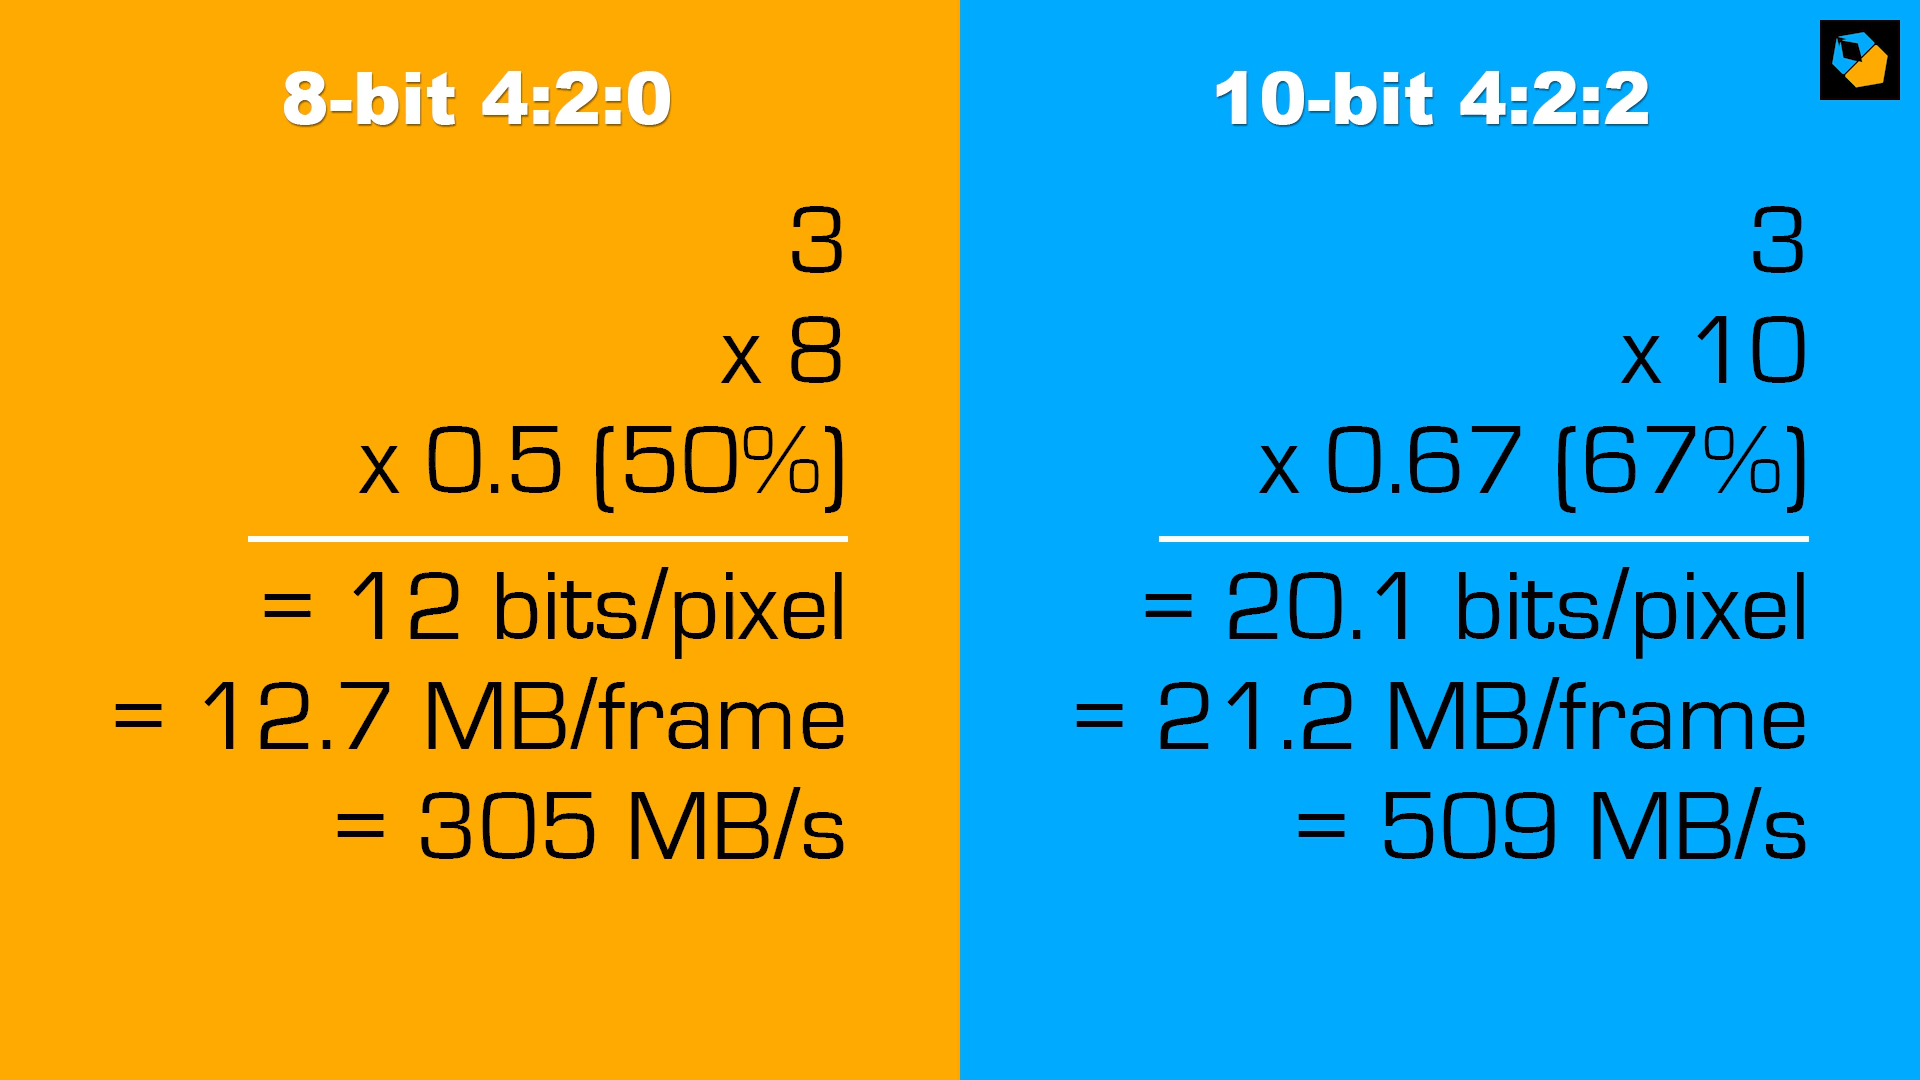 8-bit 4:2:0
3
x 8
x 0.5 (50%)
= 12 bits/pixel
= 12.7 MB/frame
= 305 MB/s
10-bit 4:2:2
3
x 10
x 0.67 (67%)
= 20.1 bits/pixel
= 21.2 MB/frame
= 509 MB/s